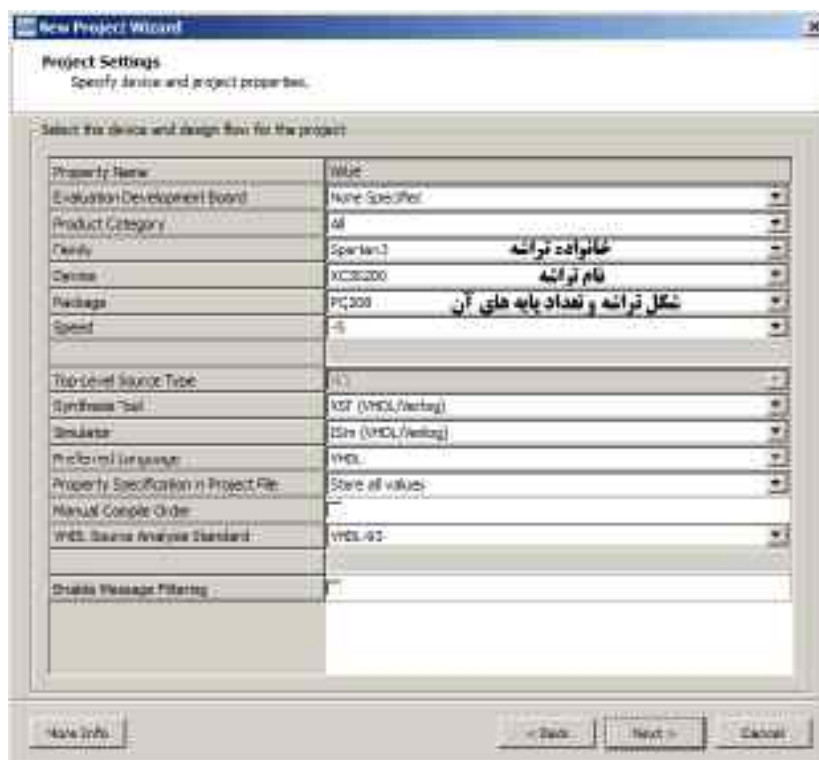 New Project Wizard
Project Settings
Specify device and project properties.
Select the device and design flow for the project
Property Name Value
Evaluation Development Board None Specified
Product Category All
Family Spartan3 خانواده تراشه
Device XC3S200 نام تراشه
Package شکل تراشه و تعداد پایه های آن
Speed -5
Top-Level Source Type
Synthesis Tool XST (VHDL/Verilog)
Simulator ISim (VHDL/Verilog)
Preferred Language VHDL
Property Specification in Project File Store all values
Manual Compile Order
VHDL Source Analysis Standard VHDL-93
Enable Message Filtering
More Info < Back Next > Cancel